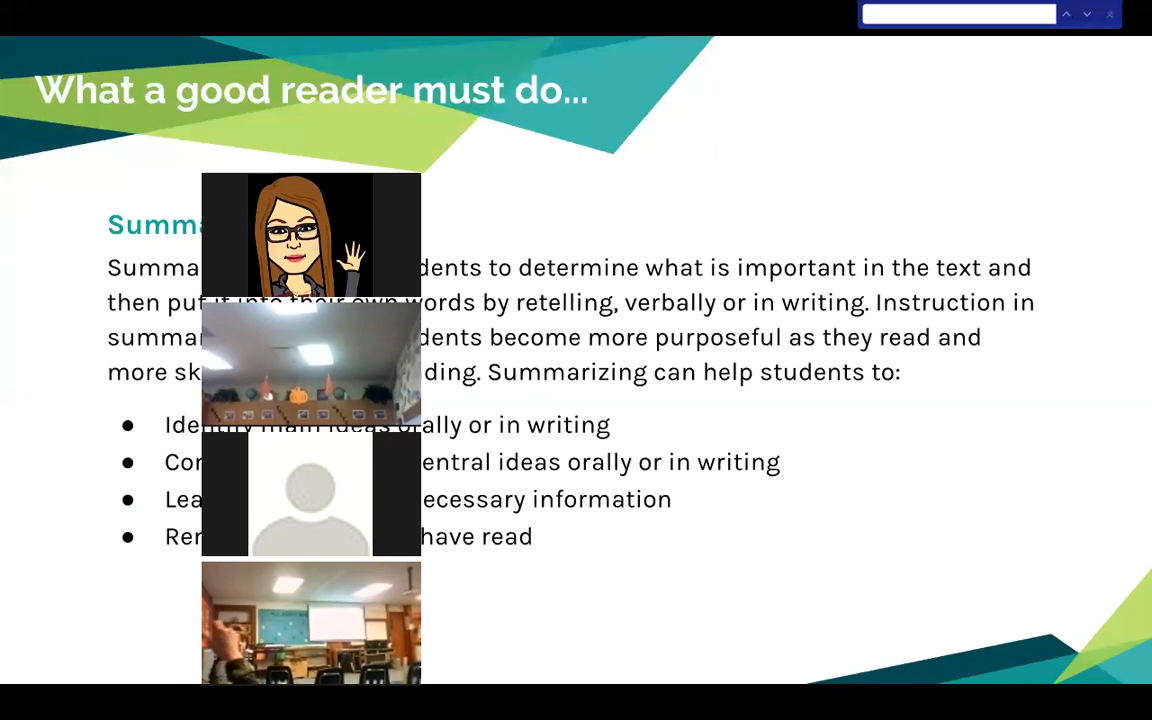 What a good reader must do...
Summa
Summa dents to determine what is important in the text and
then put it into their own words by retelling, verbally or in writing. Instruction in
summar dents become more purposeful as they read and
more sk ding. Summarizing can help students to:
● Identify main ideas orally or in writing
● Con entral ideas orally or in writing
● Lea ecessary information
● Rem have read